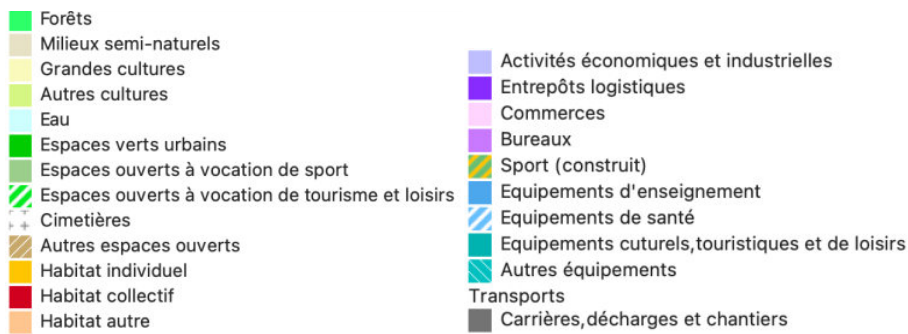 Forêts
Milieux semi-naturels
Grandes cultures
Autres cultures
Eau
Espaces verts urbains
Espaces ouverts à vocation de sport
Espaces ouverts à vocation de tourisme et loisirs
Cimetières
Autres espaces ouverts
Habitat individuel
Habitat collectif
Habitat autre
Activités économiques et industrielles
Entrepôts logistiques
Commerces
Bureaux
Sport (construit)
Equipements d'enseignement
Equipements de santé
Equipements cuturels,touristiques et de loisirs
Autres équipements
Transports
Carrières,décharges et chantiers